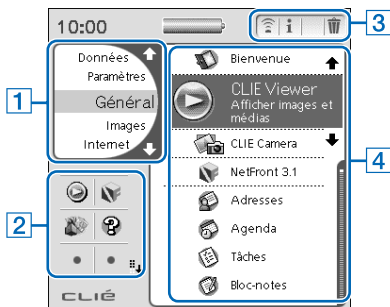 10:00
i
3
Données
Paramètres
Général
Images
Internet
1
Bienvenue
CLIE Viewer
Afficher images et
médias
CLIE Camera
NetFront 3.1
Adresses
Agenda
Tâches
Bloc-notes
4
2
?
CLIÉ